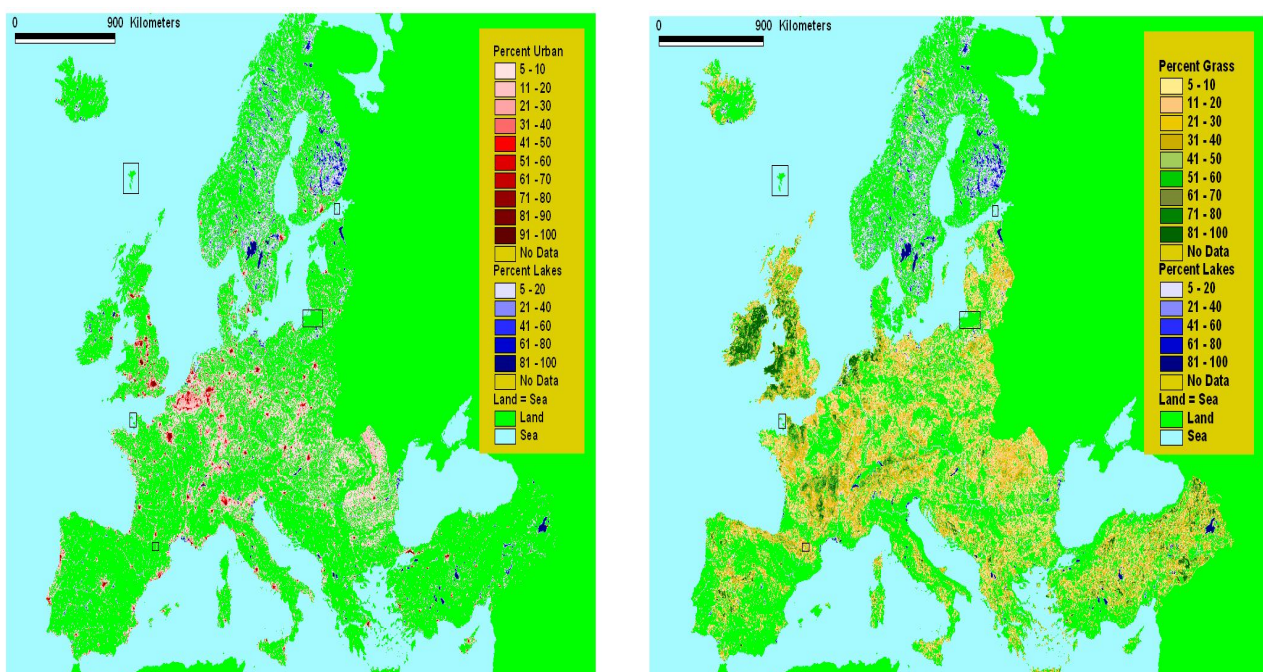 0 900 Kilometers
Percent Urban
5 - 10
11 - 20
21 - 30
31 - 40
41 - 50
51 - 60
61 - 70
71 - 80
81 - 90
91 - 100
No Data
Percent Lakes
5 - 20
21 - 40
41 - 60
61 - 80
81 - 100
No Data
Land = Sea
Land
Sea
0 900 Kilometers
Percent Grass
5 - 10
11 - 20
21 - 30
31 - 40
41 - 50
51 - 60
61 - 70
71 - 80
81 - 100
No Data
Percent Lakes
5 - 20
21 - 40
41 - 60
61 - 80
81 - 100
No Data
Land = Sea
Land
Sea